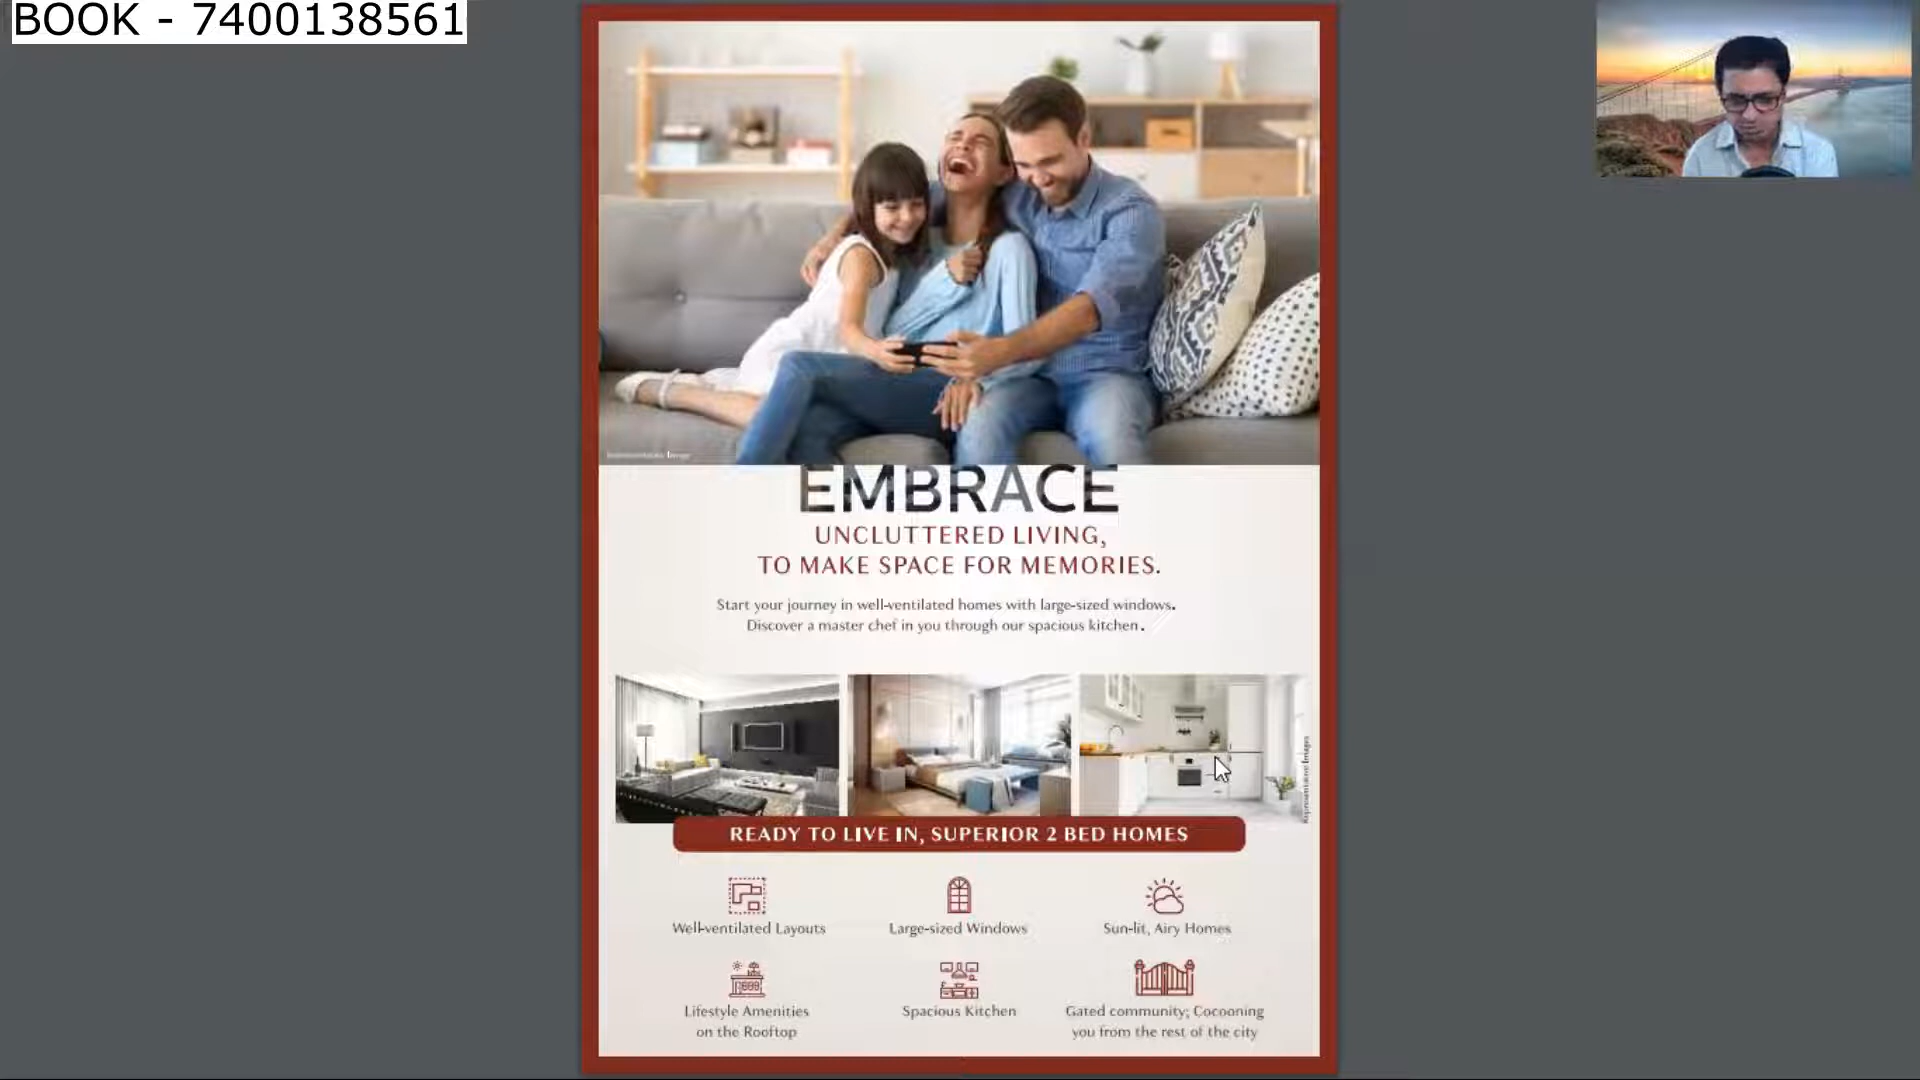 BOOK - 7400138561
EMBRACE
UNCLUTTERED LIVING,
TO MAKE SPACE FOR MEMORIES.
Start your journey in well-ventilated homes with large-sized windows.
Discover a master chef in you through our spacious kitchen.
Representational Images
READY TO LIVE IN, SUPERIOR 2 BED HOMES
Well-ventilated Layouts
Large-sized Windows
Sun-lit, Airy Homes
Lifestyle Amenities
on the Rooftop
Spacious Kitchen
Gated community; Cocooning
you from the rest of the city